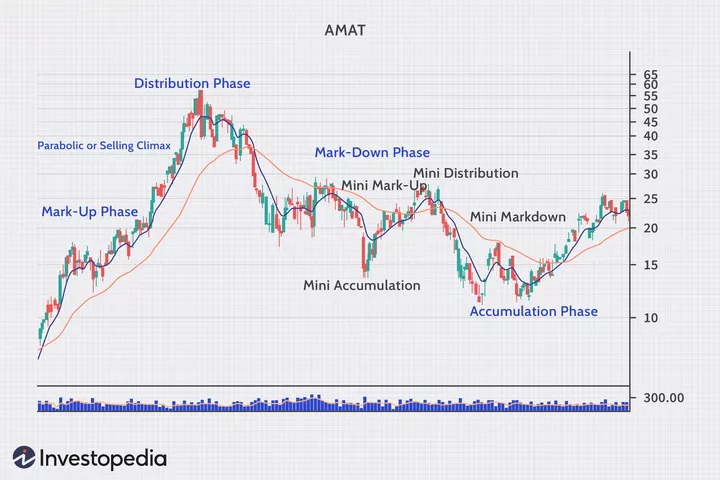 AMAT
Distribution Phase
Parabolic or Selling Climax
Mark-Up Phase
Mark-Down Phase
Mini Distribution
Mini Mark-Up
Mini Markdown
Mini Accumulation
Accumulation Phase
65
60
55
50
45
40
35
30
25
20
15
10
300.00
Investopedia